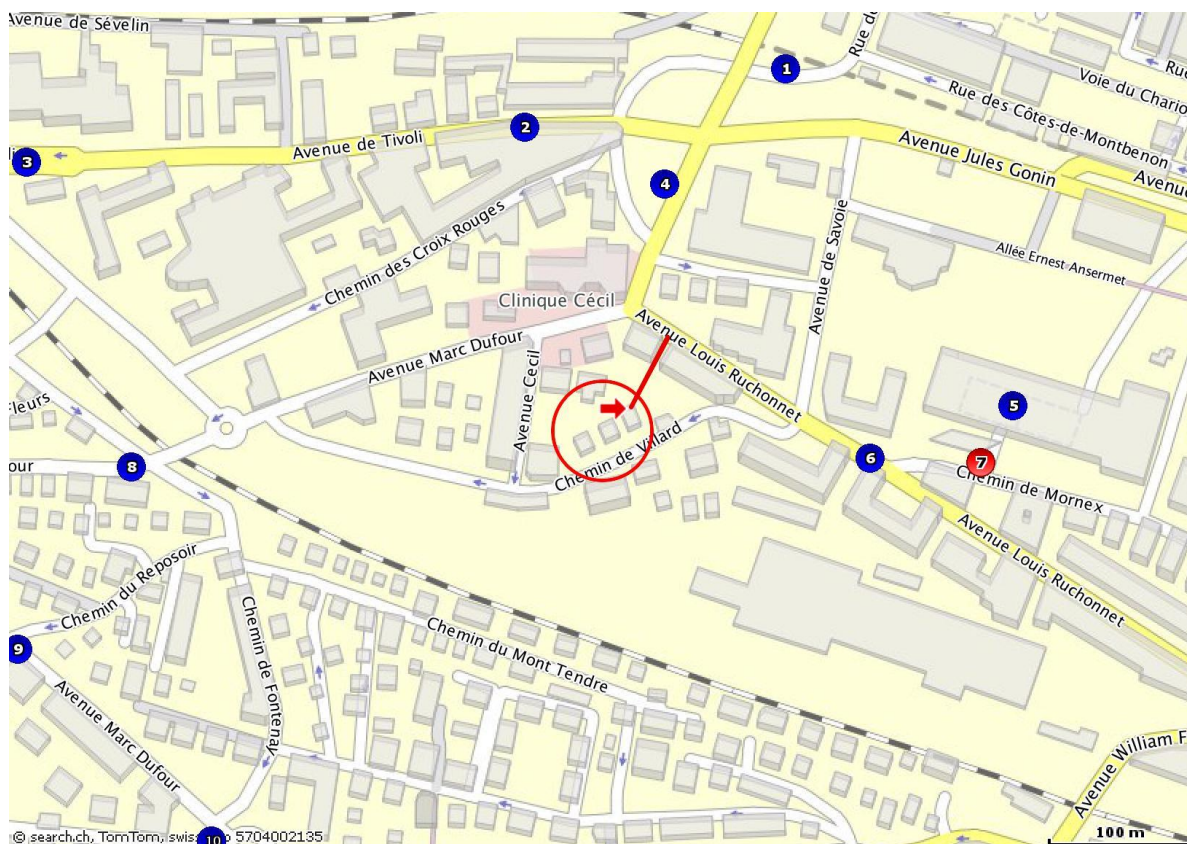 Avenue de Sévelin
1
Rue de
Voie du Chario
Rue des Côtes-de-Montbenon
2
Avenue de Tivoli
3
Avenue Jules Gonin
Avenue
4
Chemin des Croix Rouges
Avenue de Savoie
Allée Ernest Ansermet
Clinique Cécil
Avenue Marc Dufour
Avenue Cecil
Avenue Louis Ruchonnet
5
Fleurs
Chemin de Villard
6
7
8
our
Chemin de Mornex
Avenue Louis Ruchonnet
Chemin du Reposoir
Chemin de Fontenay
Chemin du Mont Tendre
9
Avenue Marc Dufour
Avenue William F
10
© search.ch, TomTom, swis o 5704002135
100 m